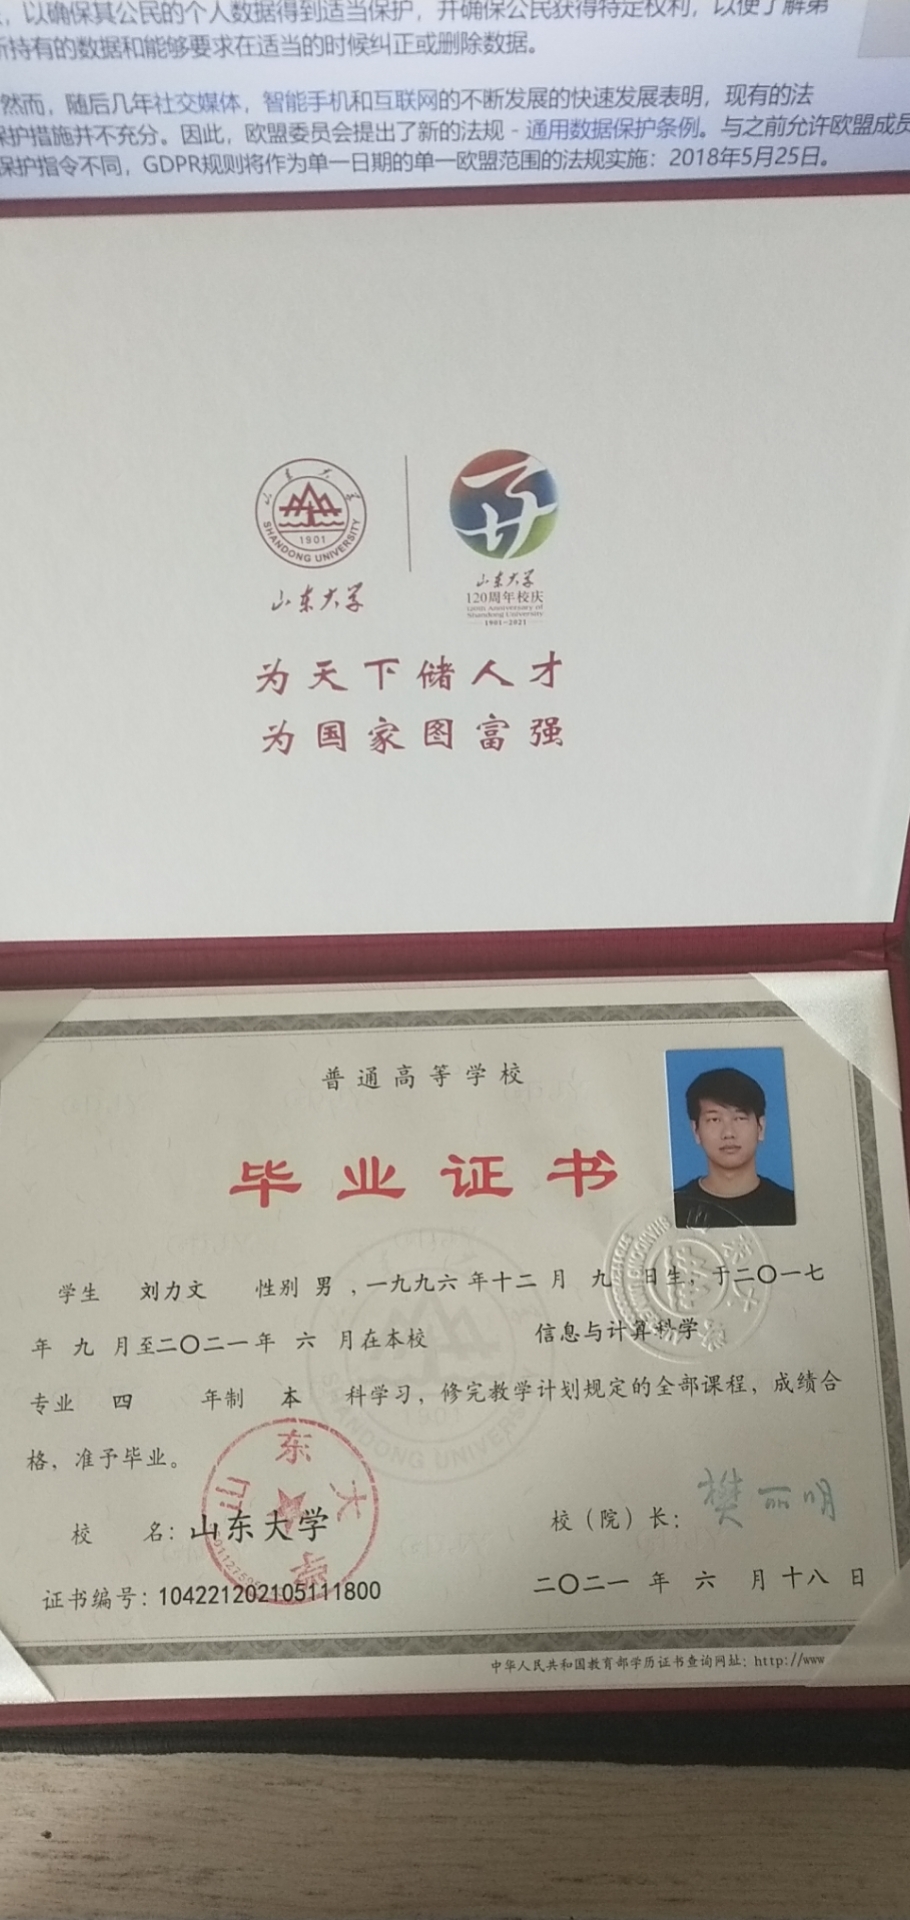 ，以确保其公民的个人数据得到适当保护，并确保公民获得特定权利，以便了解第
所持有的数据和能够要求在适当的时候纠正或删除数据。
然而，随后几年社交媒体，智能手机和互联网的不断发展的快速发展表明，现有的法
保护措施并不充分。因此，欧盟委员会提出了新的法规 - 通用数据保护条例。与之前允许欧盟成员
保护指令不同，GDPR规则将作为单一日期的单一欧盟范围的法规实施：2018年5月25日。
山东大学
1901
SHANDONG UNIVERSITY
山东大学
山东大学
120周年校庆
120th Anniversary of
Shandong University
1901-2021
为天下储人才
为国家图富强
普通高等学校
毕业证书
学生 刘力文 性别 男 ，一九九六 年十二 月 九 日生，于二〇一七
年 九 月至二〇二一年 六 月在本校 信息与计算科学
专业 四 年制 本 科学习，修完教学计划规定的全部课程，成绩合
格，准予毕业。
山东大学
校 名：山东大学 校（院）长：樊丽明
证书编号：104221202105111800 二〇二一 年 六 月十八 日
中华人民共和国教育部学历证书查询网址：http://www